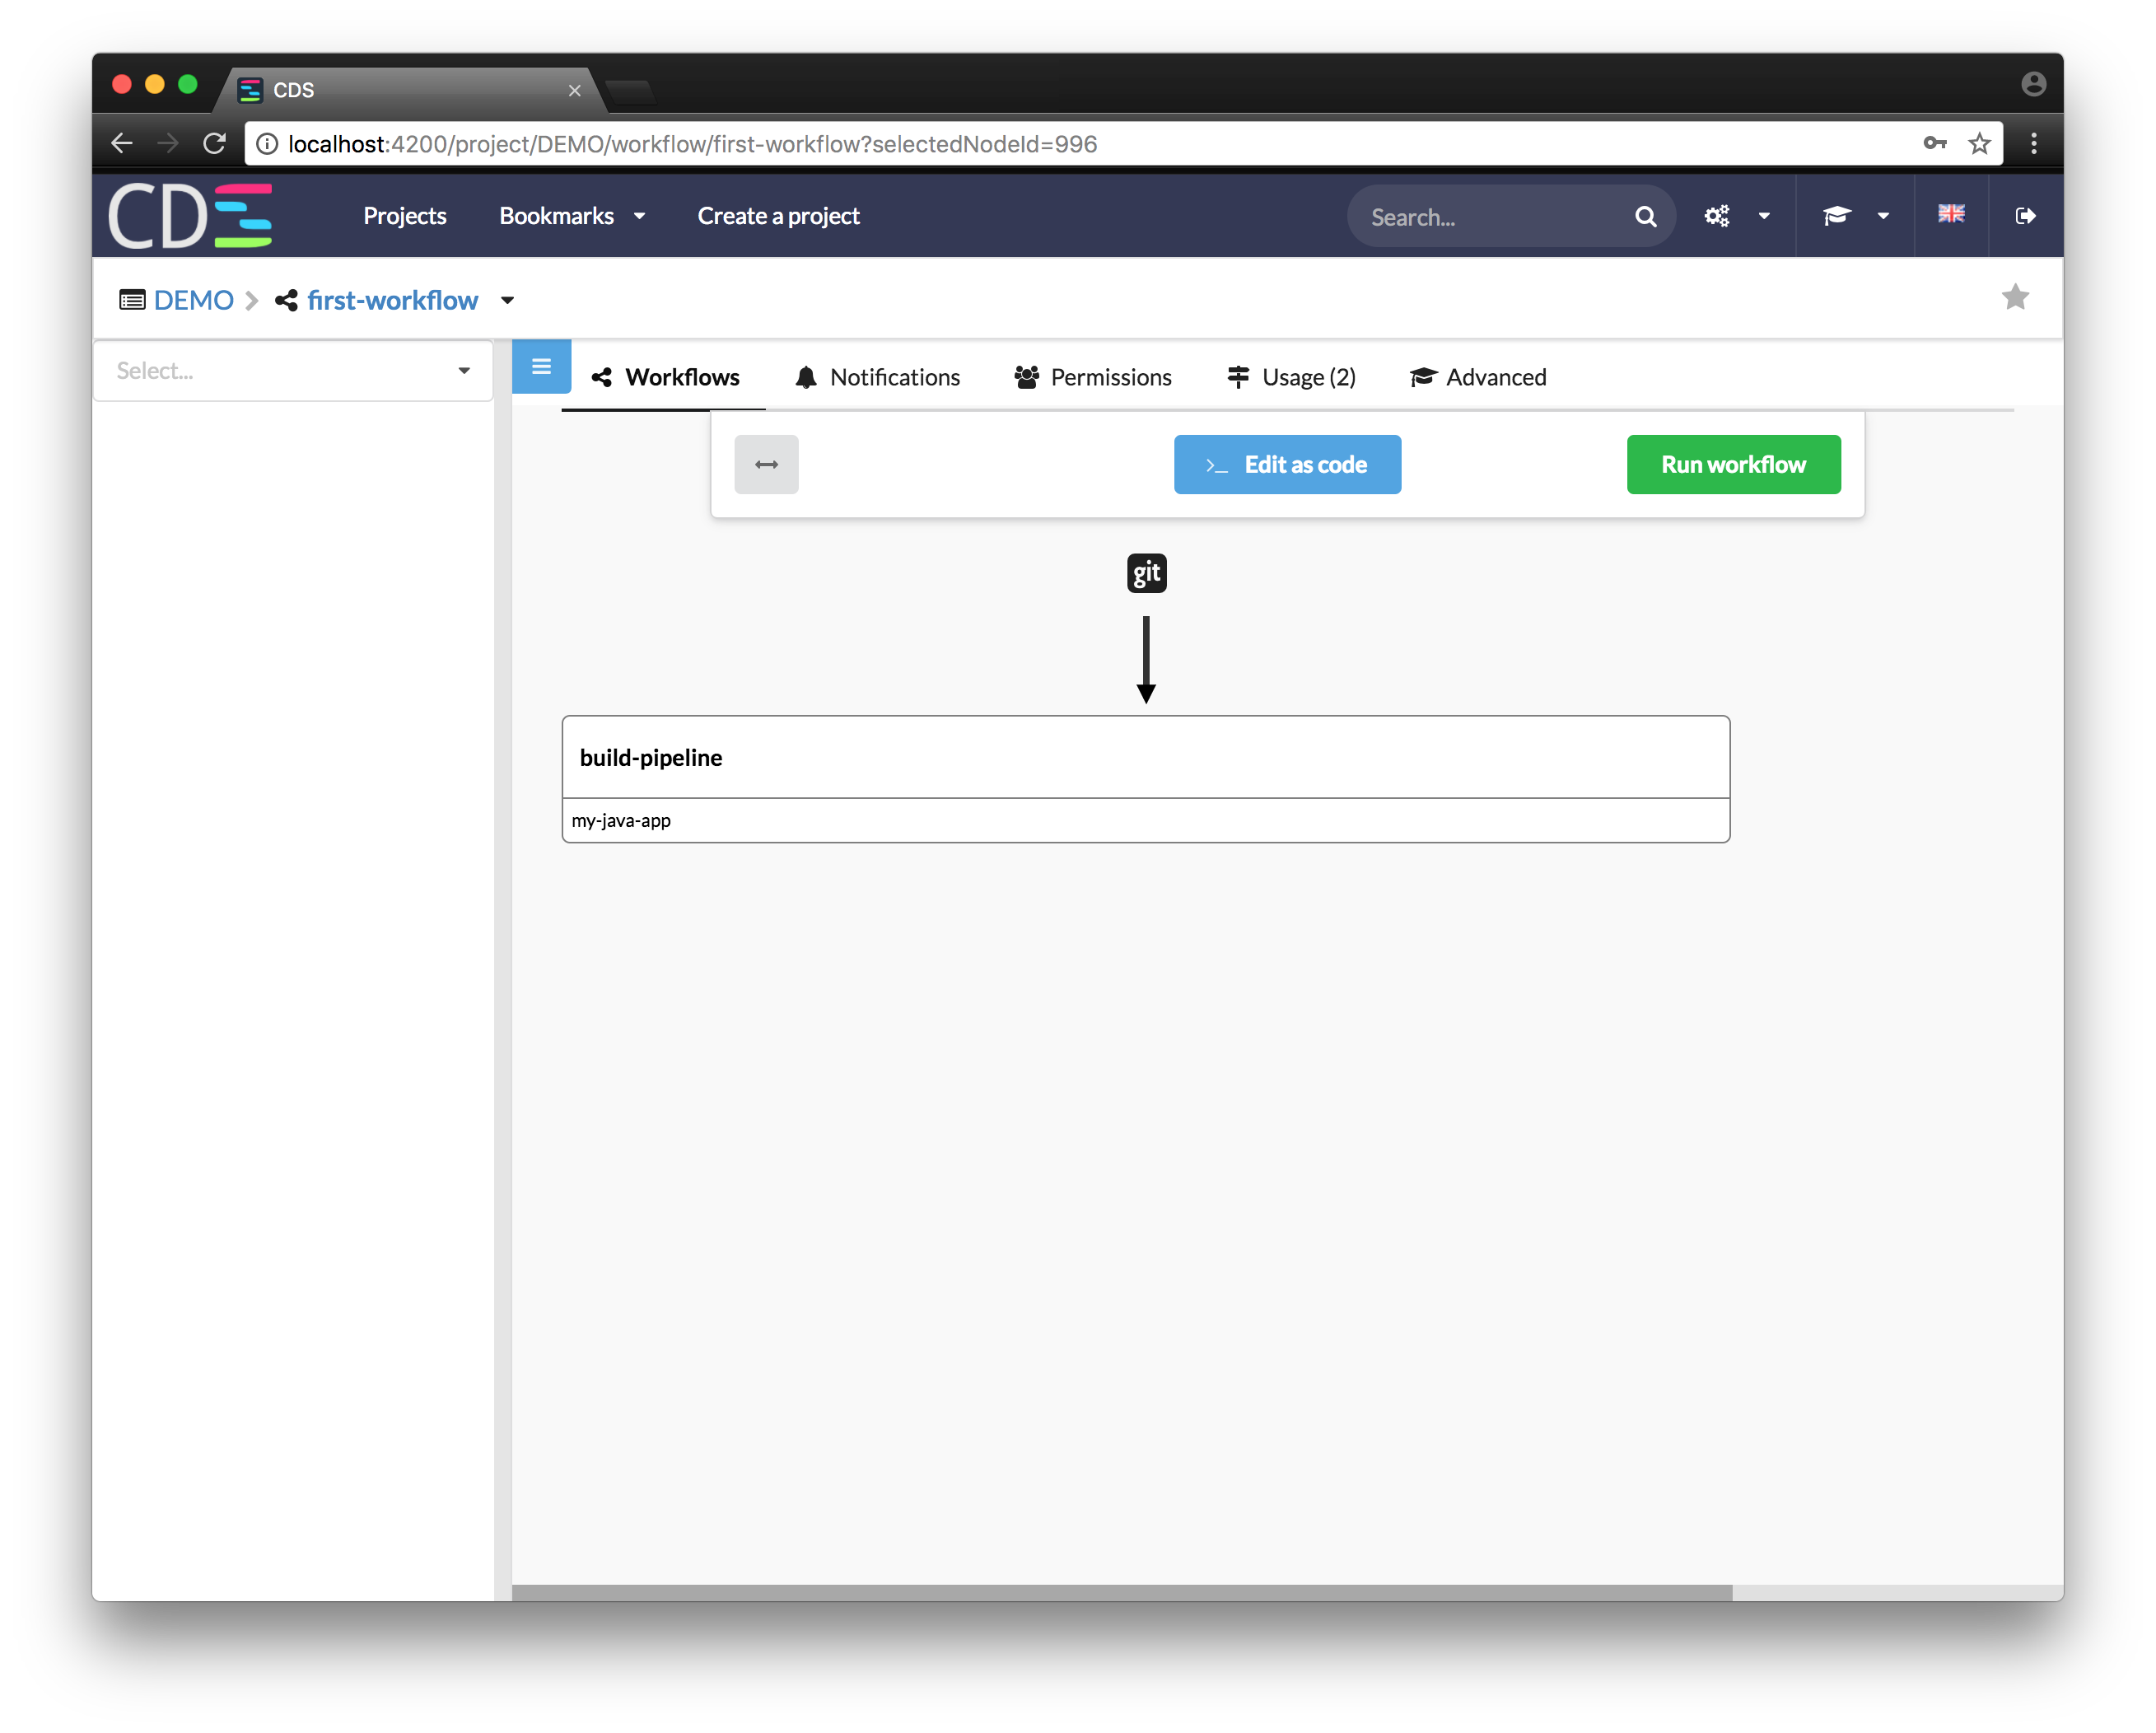 CDS
localhost:4200/project/DEMO/workflow/first-workflow?selectedNodeId=996
CDS Projects Bookmarks Create a project Search...
DEMO first-workflow
Select... Workflows Notifications Permissions Usage (2) Advanced
>_ Edit as code Run workflow
git
build-pipeline
my-java-app